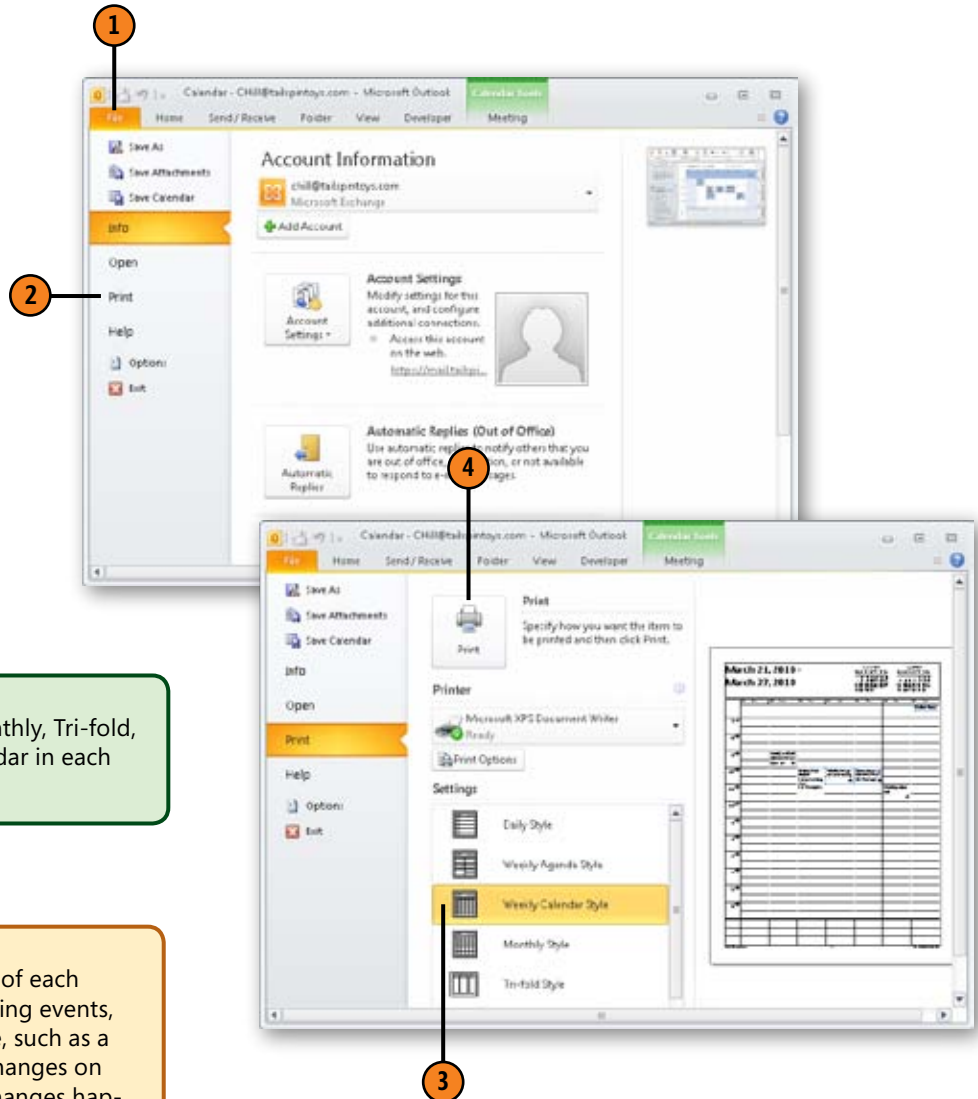 1
Calendar - CHill@tailspintoys.com - Microsoft Outlook
Calendar Tools
File Home Send / Receive Folder View Developer Meeting
Save As
Save Attachments
Save Calendar
Info
Open
2
Print
Help
Options
Exit
Account Information
chill@tailspintoys.com
Microsoft Exchange
Add Account
Account Settings
Account Settings
Modify settings for this
account, and configure
additional connections.
Access this account
on the web.
https://mail.tailspi...
Automatic Replies
Automatic Replies (Out of Office)
Use automatic replies to notify others that you
are out of office, or not available
to respond to e-
4
Calendar - CHill@tailspintoys.com - Microsoft Outlook
Calendar Tools
File Home Send / Receive Folder View Developer Meeting
Save As
Save Attachments
Save Calendar
Info
Open
Print
Help
Options
Exit
Print
Print
Specify how you want the item to
be printed and then click Print.
Printer
Microsoft XPS Document Writer
Ready
Print Options
Settings
Daily Style
Weekly Agenda Style
Weekly Calendar Style
Monthly Style
Tri-fold Style
3
March 21, 2010 -
March 27, 2010
thly, Tri-fold,
dar in each
of each
ing events,
e, such as a
hanges on
hanges hap-